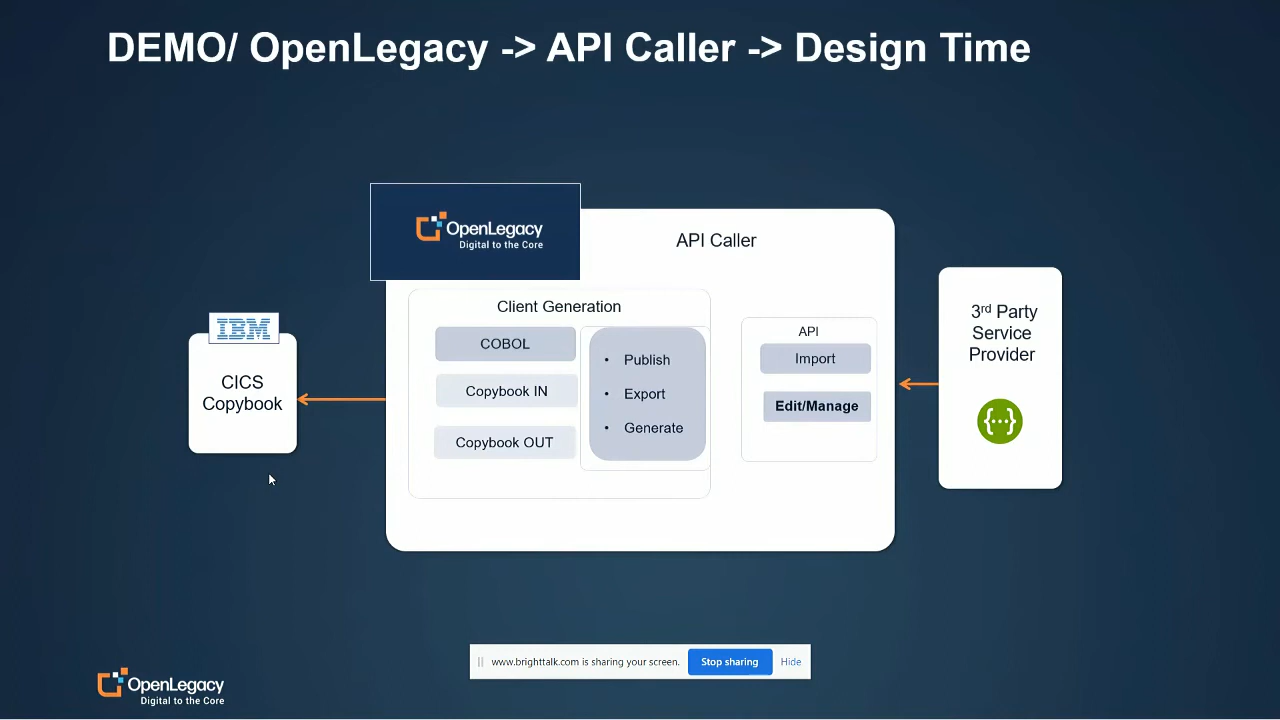 DEMO/ OpenLegacy -> API Caller -> Design Time
OpenLegacy
Digital to the Core
API Caller
Client Generation
COBOL
Copybook IN
Copybook OUT
• Publish
• Export
• Generate
API
Import
Edit/Manage
3rd Party
Service
Provider
{···}
IBM
CICS
Copybook
www.brighttalk.com is sharing your screen.
Stop sharing
Hide
OpenLegacy
Digital to the Core